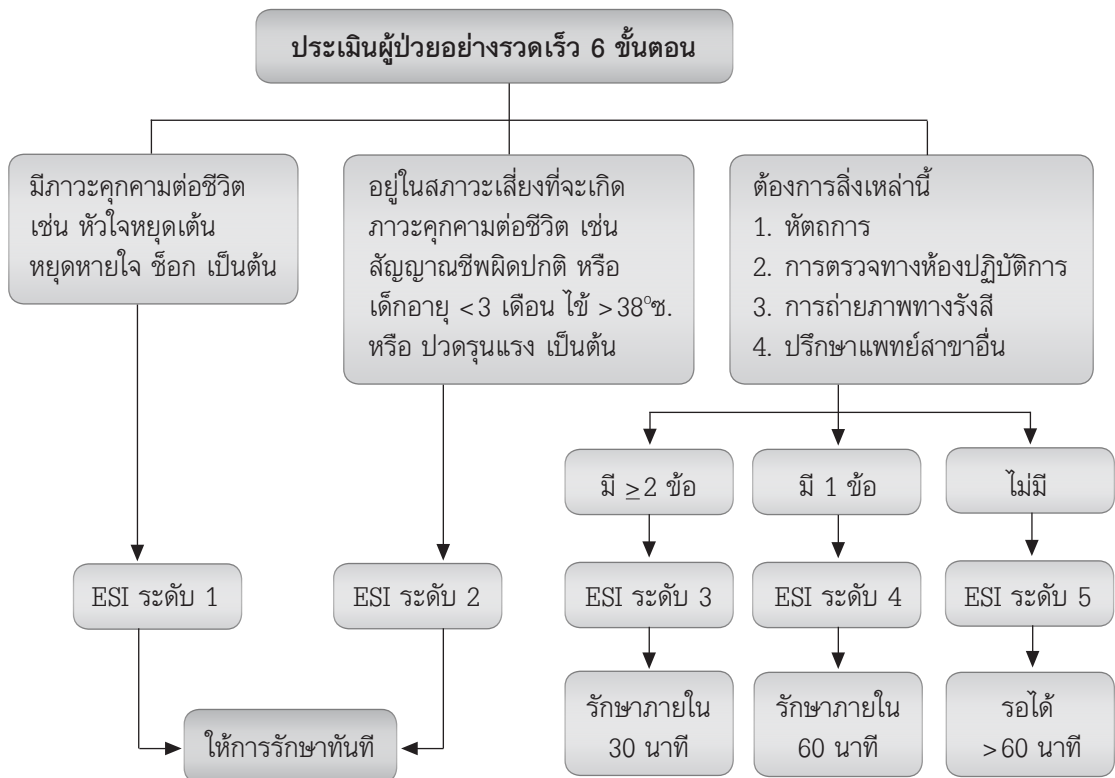 ประเมินผู้ป่วยอย่างรวดเร็ว 6 ขั้นตอน
มีภาวะคุกคามต่อชีวิต
เช่น หัวใจหยุดเต้น
หยุดหายใจ ช็อก เป็นต้น
อยู่ในสภาวะเสี่ยงที่จะเกิด
ภาวะคุกคามต่อชีวิต เช่น
สัญญาณชีพผิดปกติ หรือ
เด็กอายุ <3 เดือน ไข้ >38°ซ.
หรือ ปวดรุนแรง เป็นต้น
ต้องการสิ่งเหล่านี้
1. หัตถการ
2. การตรวจทางห้องปฏิบัติการ
3. การถ่ายภาพทางรังสี
4. ปรึกษาแพทย์สาขาอื่น
มี ≥2 ข้อ
มี 1 ข้อ
ไม่มี
ESI ระดับ 1
ESI ระดับ 2
ESI ระดับ 3
ESI ระดับ 4
ESI ระดับ 5
ให้การรักษาทันที
รักษาภายใน
30 นาที
รักษาภายใน
60 นาที
รอได้
>60 นาที